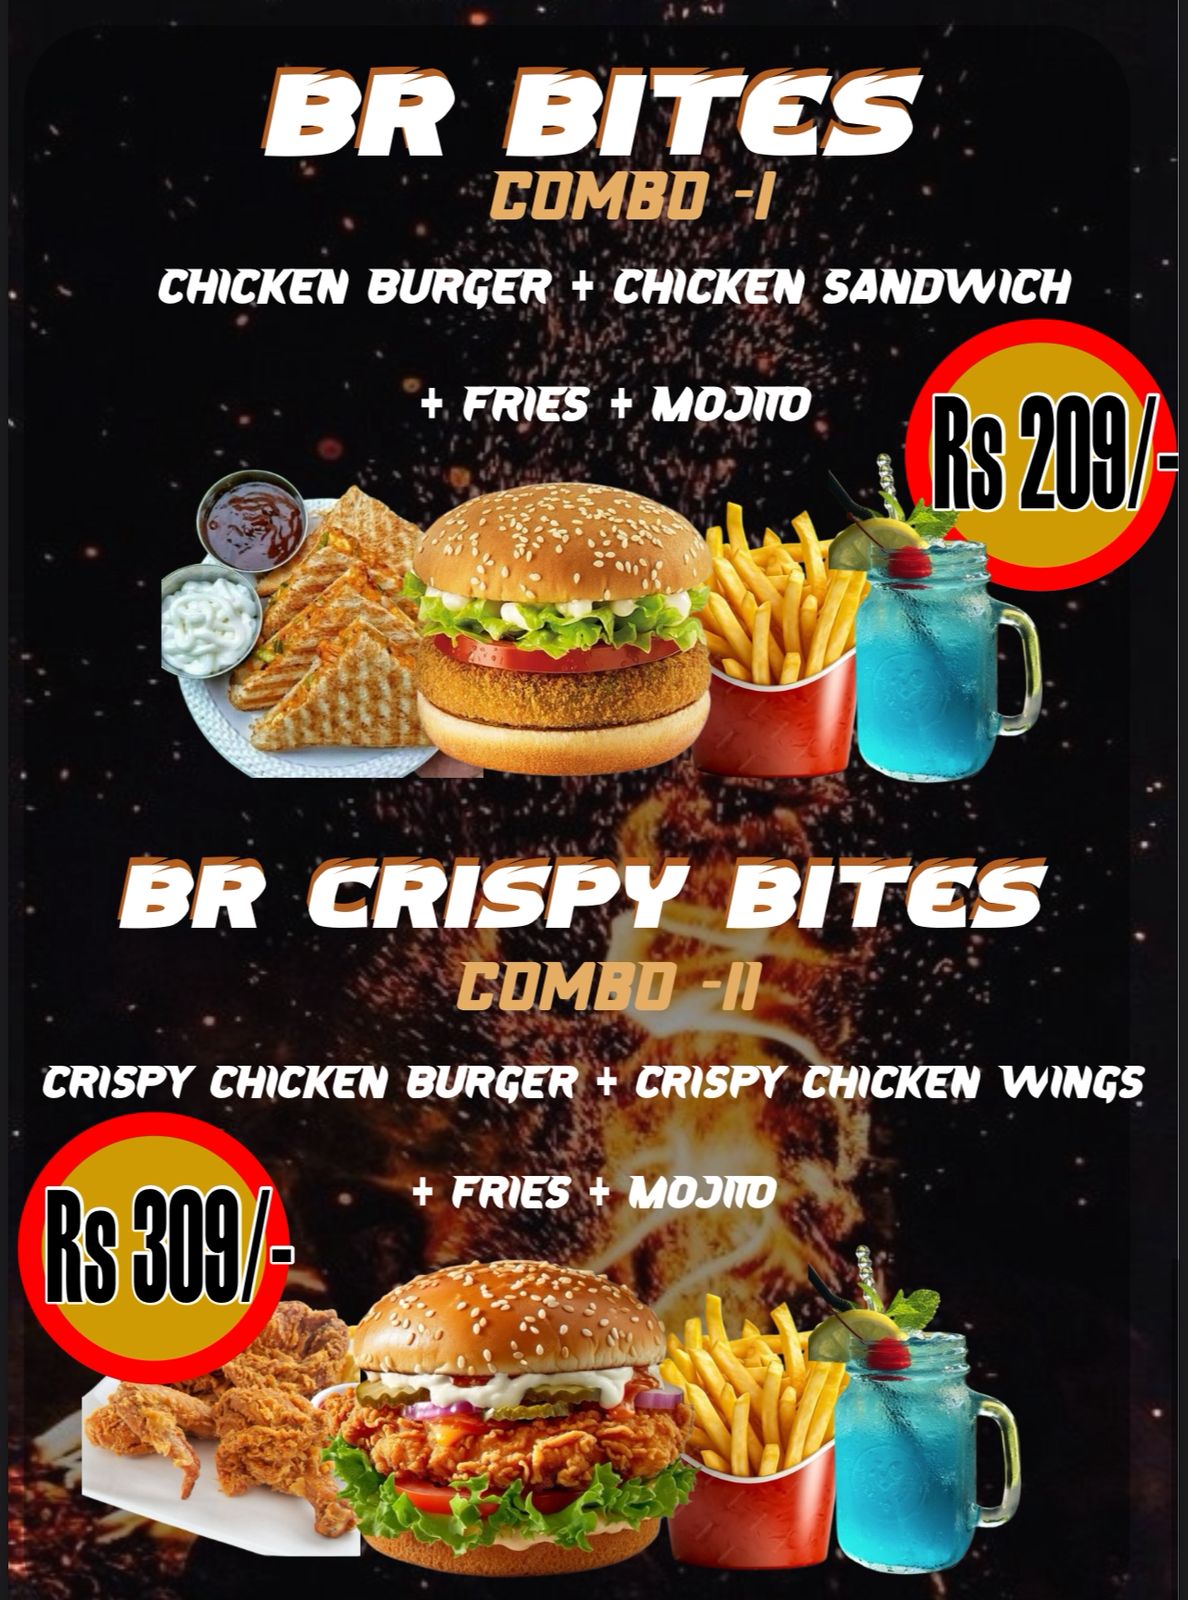 BR BITES
COMBO -I
CHICKEN BURGER + CHICKEN SANDWICH
+ FRIES + MOJITO
Rs 209/-
BR CRISPY BITES
COMBO -II
CRISPY CHICKEN BURGER + CRISPY CHICKEN WINGS
+ FRIES + MOJITO
Rs 309/-